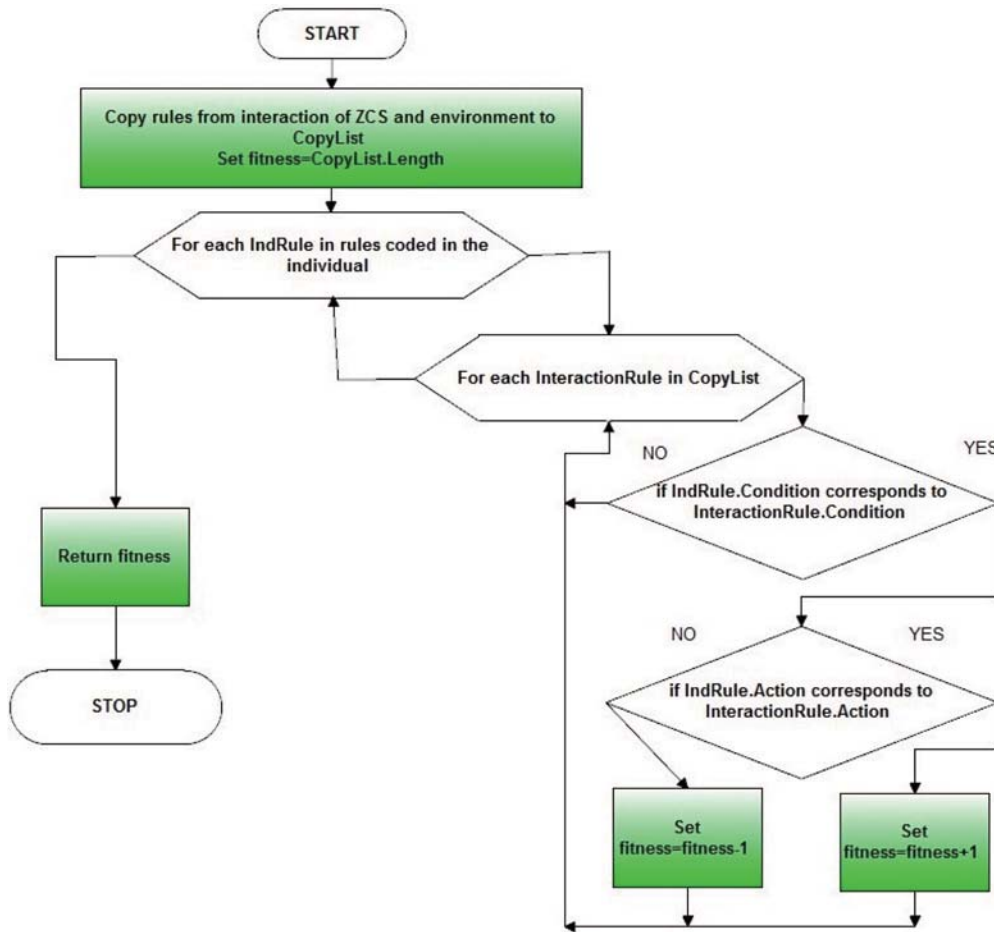 START
Copy rules from interaction of ZCS and environment to
CopyList
Set fitness=CopyList.Length
For each IndRule in rules coded in the
individual
For each InteractionRule in CopyList
NO
YES
if IndRule.Condition corresponds to
InteractionRule.Condition
Return fitness
NO
YES
if IndRule.Action corresponds to
InteractionRule.Action
STOP
Set
fitness=fitness-1
Set
fitness=fitness+1